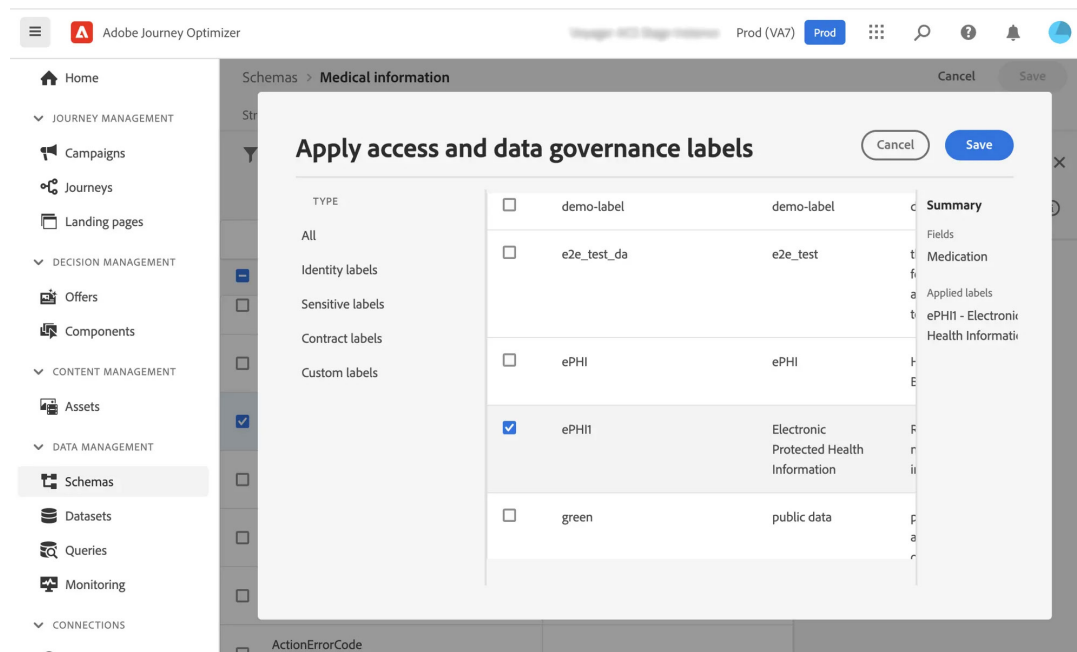 Adobe Journey Optimizer
Prod (VA7)
Prod
Home
JOURNEY MANAGEMENT
Campaigns
Journeys
Landing pages
DECISION MANAGEMENT
Offers
Components
CONTENT MANAGEMENT
Assets
DATA MANAGEMENT
Schemas
Datasets
Queries
Monitoring
CONNECTIONS
Schemas > Medical information
Cancel
Save
Str
Apply access and data governance labels
Cancel
Save
TYPE
All
Identity labels
Sensitive labels
Contract labels
Custom labels
demo-label demo-label
e2e_test_da e2e_test
ePHI ePHI
ePHI1 Electronic
Protected Health
Information
green public data
Summary
Fields
Medication
Applied labels
ePHI1 - Electronic
Health Informati
ActionErrorCode